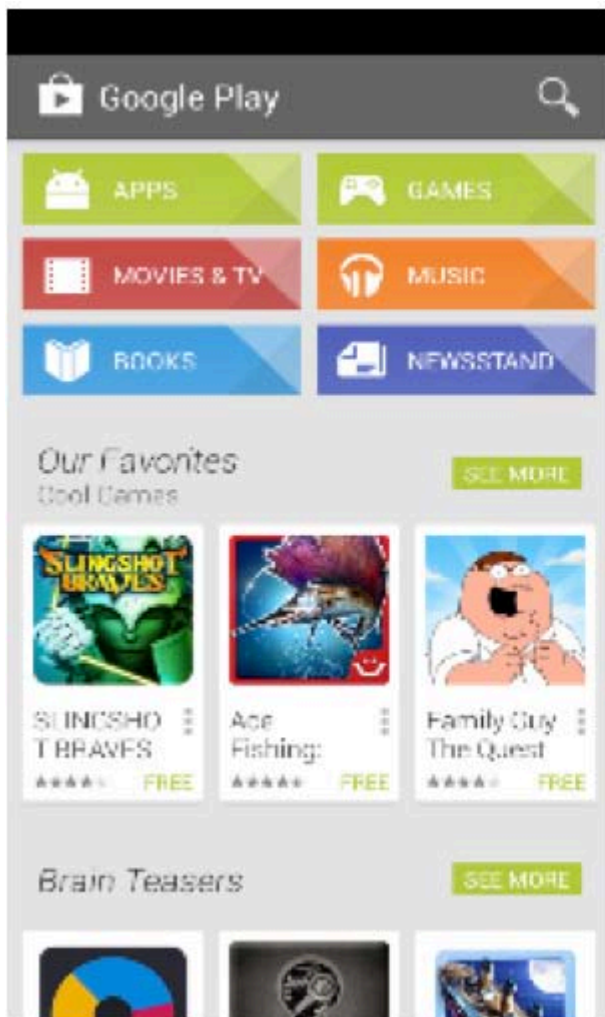 Google Play
APPS
GAMES
MOVIES & TV
MUSIC
BOOKS
NEWSSTAND
Our Favorites
Cool Games
SEE MORE
SLINGSHOT
BRAVES
SLINGSHO
T BRAVES
FREE
Ace
Fishing:
FREE
Family Guy
The Quest
FREE
Brain Teasers
SEE MORE